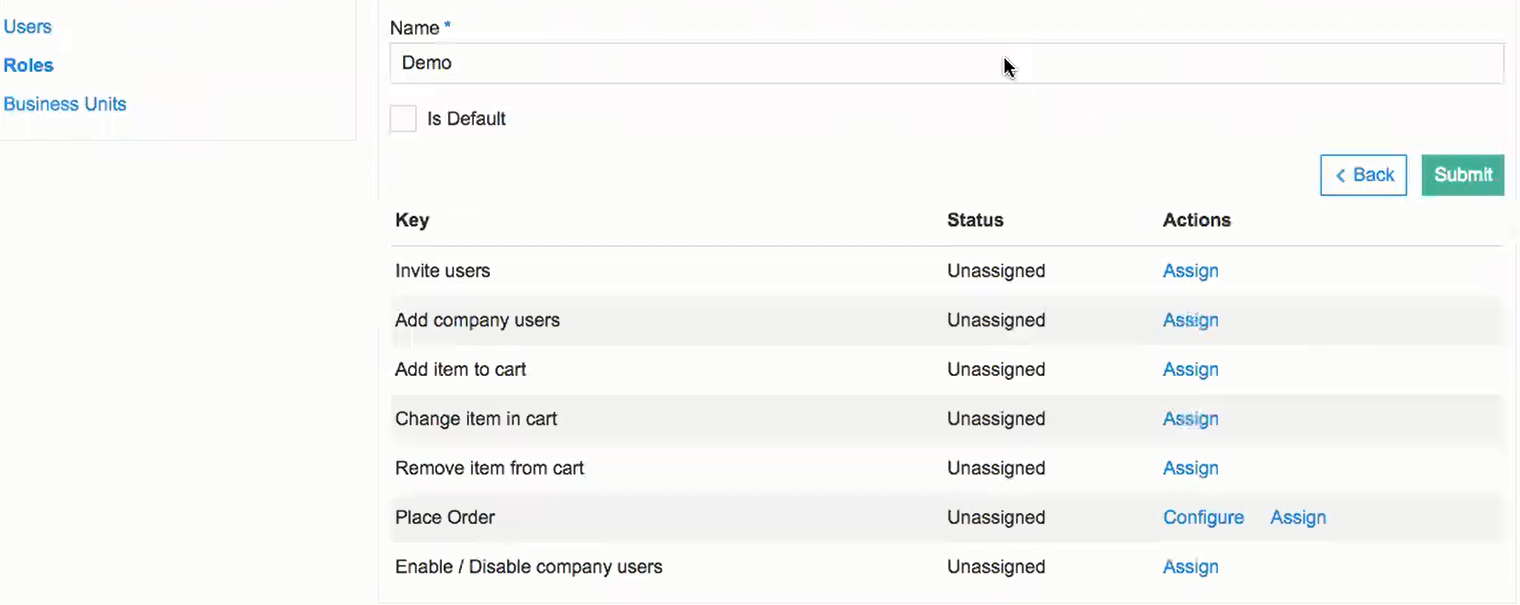 Users
Roles
Business Units
Name *
Demo
Is Default
< Back Submit
Key Status Actions
Invite users Unassigned Assign
Add company users Unassigned Assign
Add item to cart Unassigned Assign
Change item in cart Unassigned Assign
Remove item from cart Unassigned Assign
Place Order Unassigned Configure Assign
Enable / Disable company users Unassigned Assign